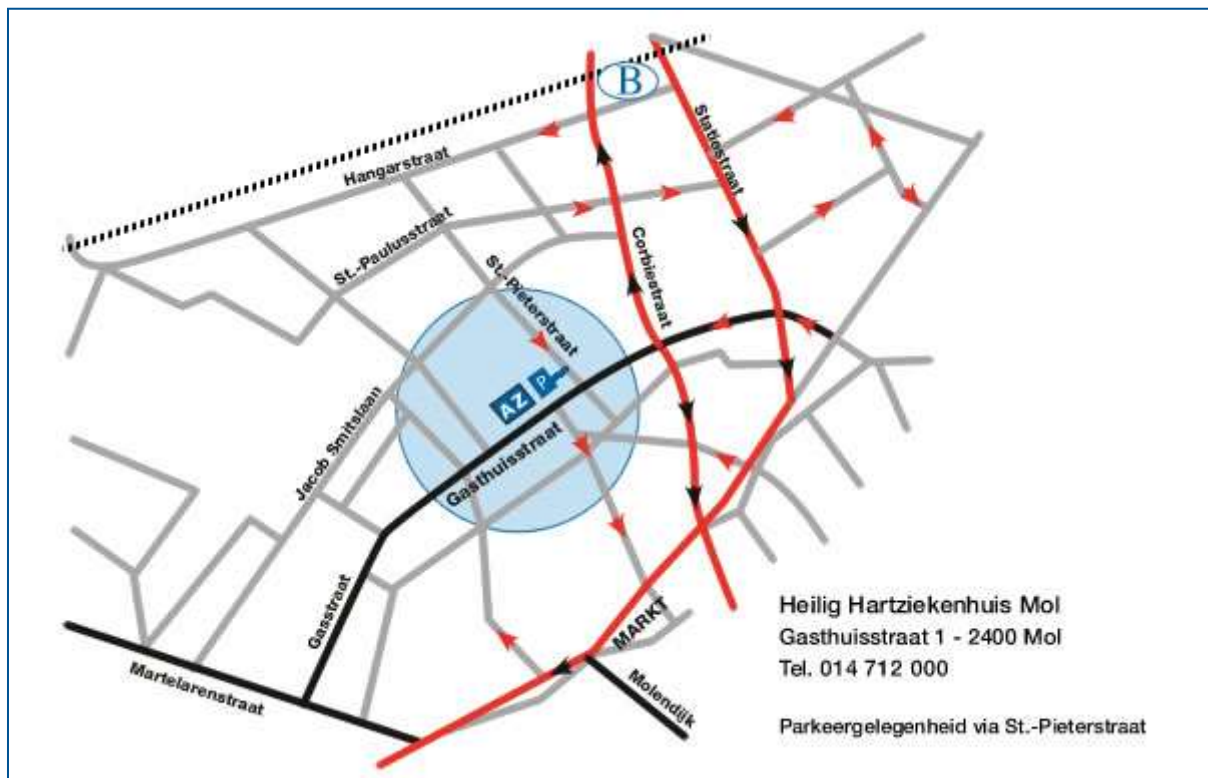 B
Statiestraat
Hangarstraat
St.-Paulusstraat
St.-Pieterstraat
Corbiestraat
P
AZ
Jacob Smitslaan
Gasthuisstraat
Gasstraat
MARKT
Martelarenstraat
Molendijk
Heilig Hartziekenhuis Mol
Gasthuisstraat 1 - 2400 Mol
Tel. 014 712 000
Parkeergelegenheid via St.-Pieterstraat